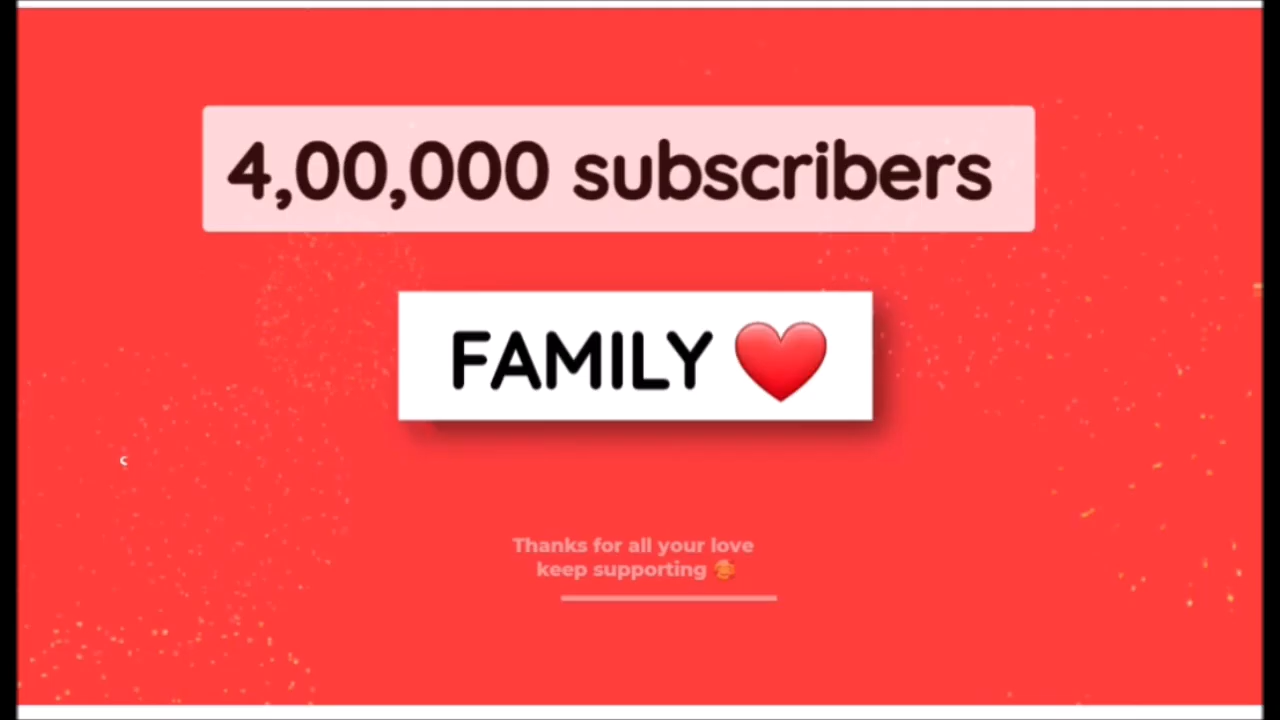 4,00,000 subscribers
FAMILY ❤️
Thanks for all your love
keep supporting 🥰